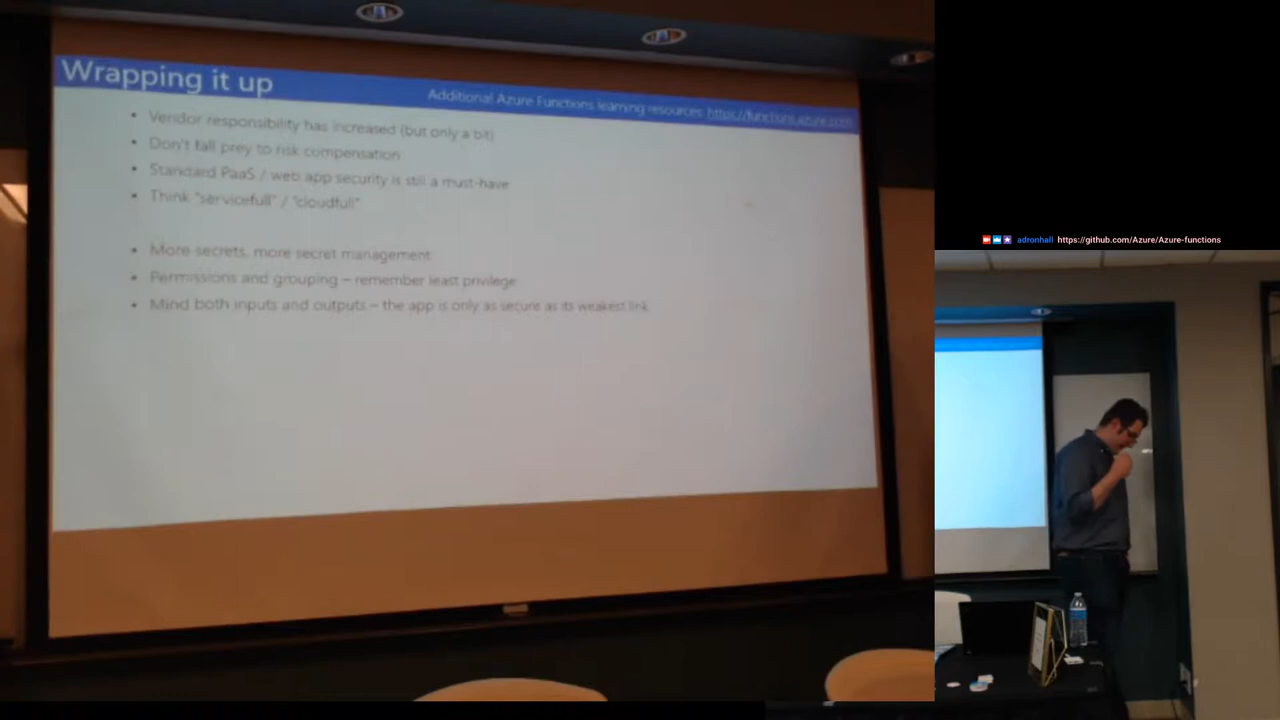 Wrapping it up
Additional Azure Functions learning resources: https://functions.azure.com
• Vendor responsibility has increased (but only a bit)
• Don't fall prey to risk compensation
• Standard PaaS / web app security is still a must-have
• Think "servicefull" / "cloudfull"
• More secrets, more secret management
• Permissions and grouping – remember least privilege
• Mind both inputs and outputs – the app is only as secure as its weakest link
adronhall https://github.com/Azure/Azure-functions